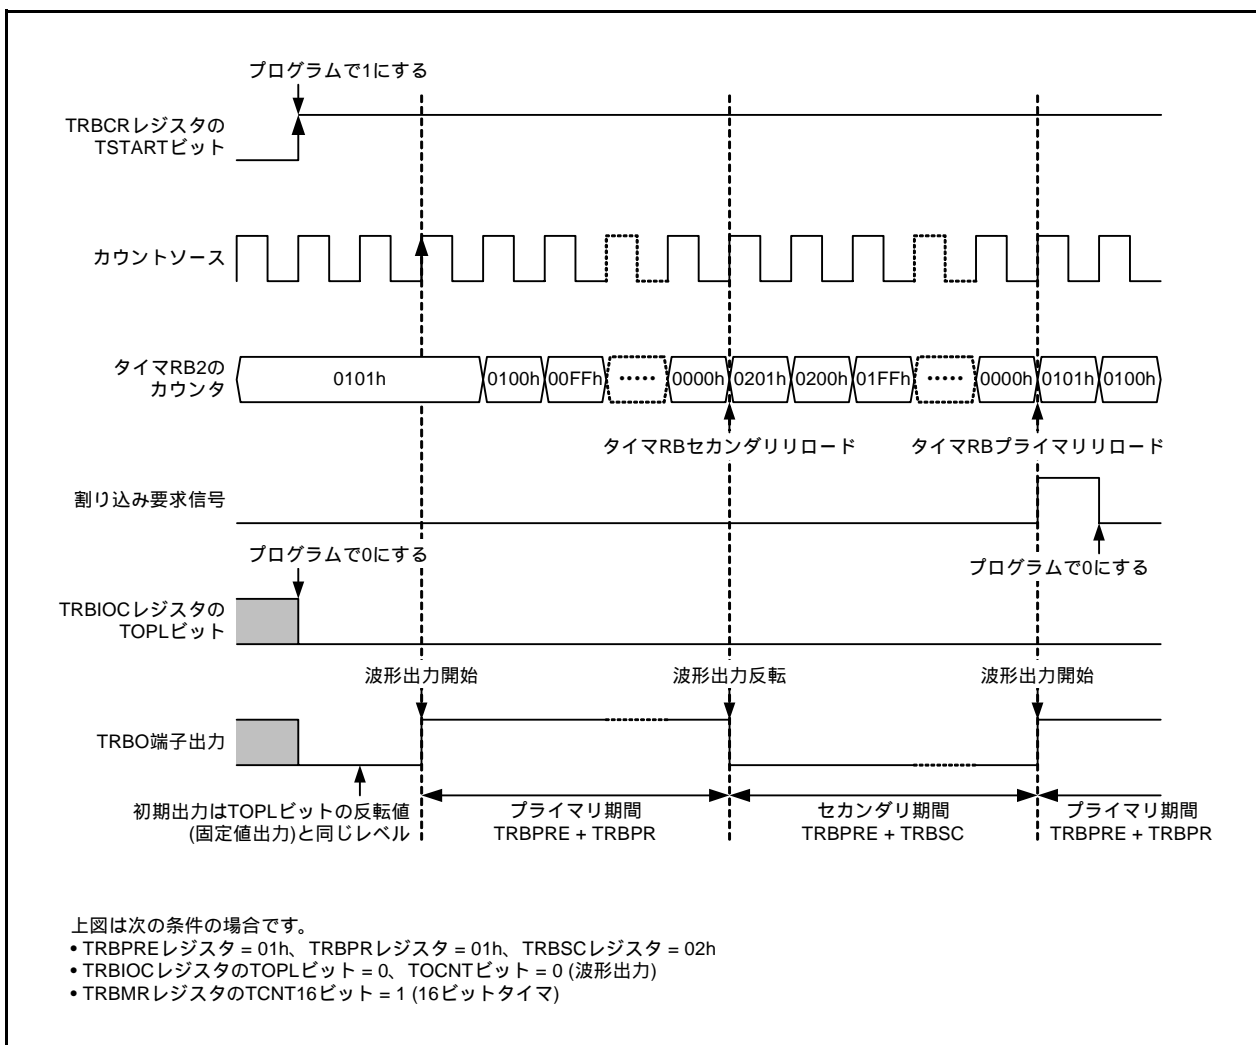 プログラムで1にする
TRBCRレジスタの
TSTARTビット
カウントソース
タイマRB2の
カウンタ
0101h
0100h
00FFh
•••••
0000h
0201h
0200h
01FFh
•••••
0000h
0101h
0100h
タイマRBセカンダリリロード
タイマRBプライマリリロード
割り込み要求信号
プログラムで0にする
プログラムで0にする
TRBIOCレジスタの
TOPLビット
波形出力開始
波形出力反転
波形出力開始
TRBO端子出力
初期出力はTOPLビットの反転値
(固定値出力)と同じレベル
プライマリ期間
TRBPRE + TRBPR
セカンダリ期間
TRBPRE + TRBSC
プライマリ期間
TRBPRE + TRBPR
上図は次の条件の場合です。
• TRBPREレジスタ = 01h、TRBPRレジスタ = 01h、TRBSCレジスタ = 02h
• TRBIOCレジスタのTOPLビット = 0、TOCNTビット = 0 (波形出力)
• TRBMRレジスタのTCNT16ビット = 1 (16ビットタイマ)